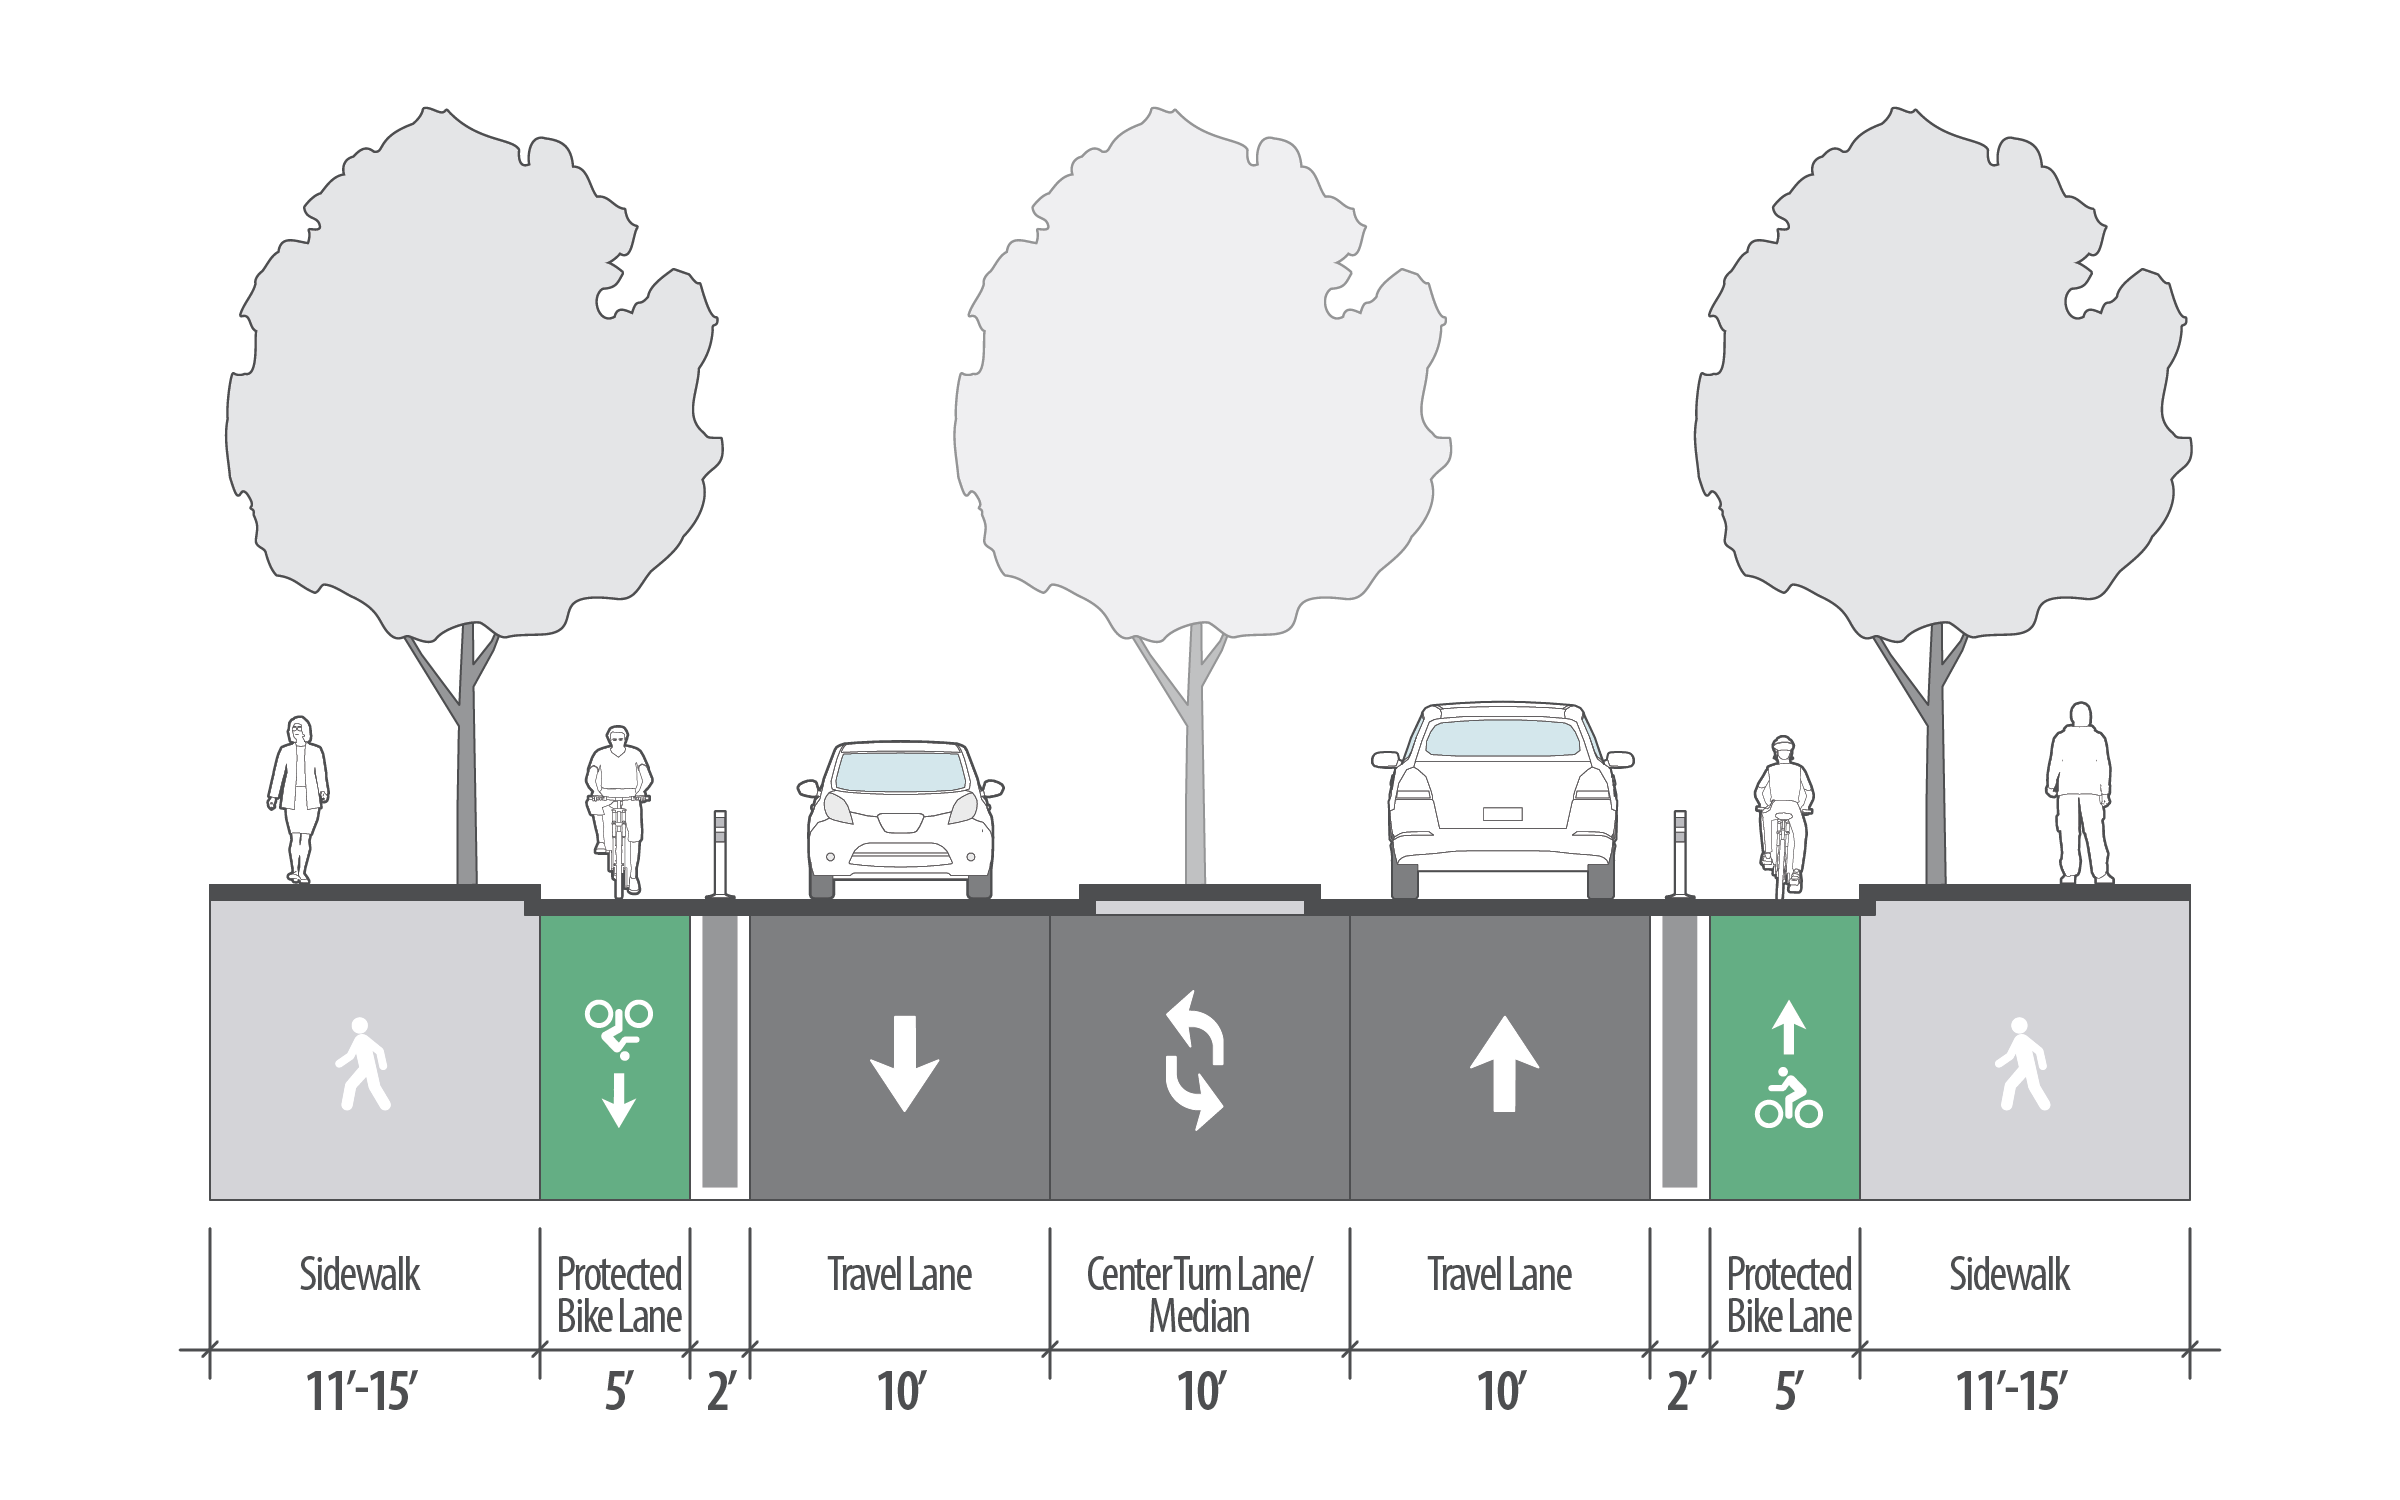 Sidewalk
Protected
Bike Lane
Travel Lane
Center Turn Lane/
Median
Travel Lane
Protected
Bike Lane
Sidewalk
11′-15′
5′
2′
10′
10′
10′
2′
5′
11′-15′